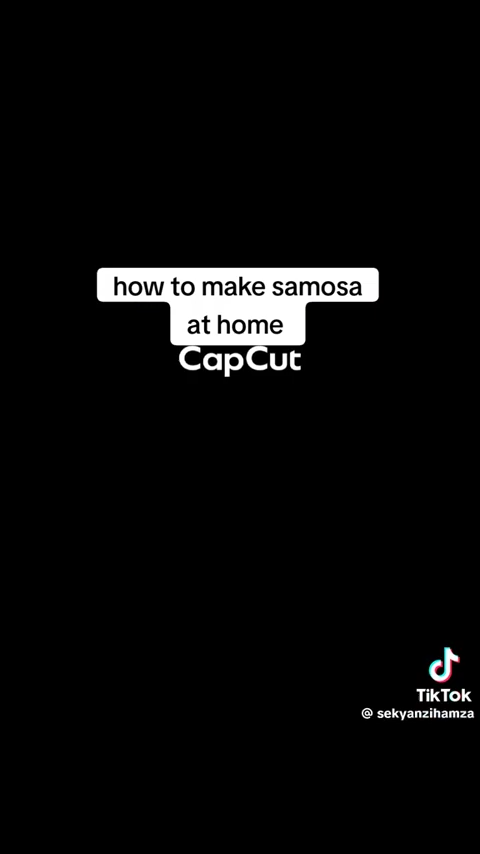 how to make samosa
at home
CapCut
TikTok
@ sekyanzihamza